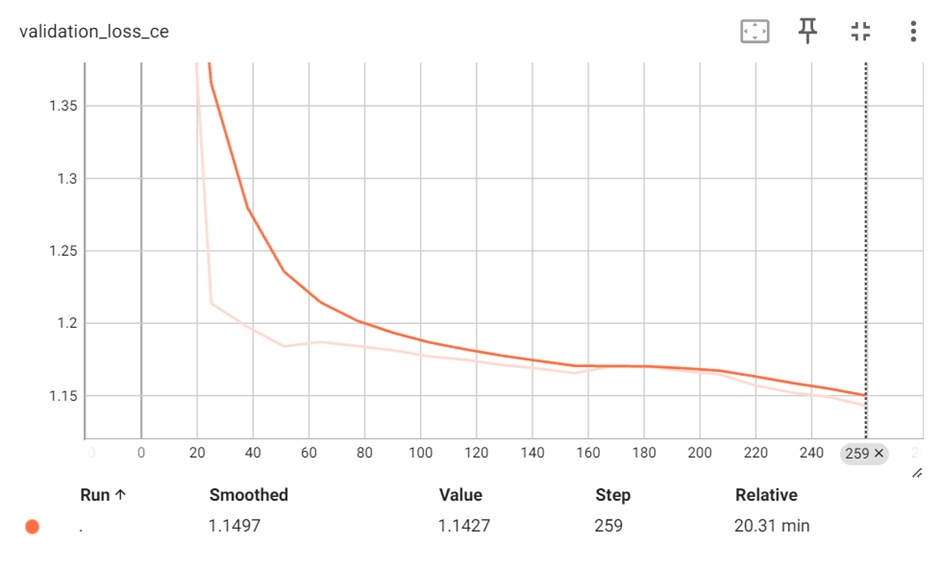 validation_loss_ce
1.35
1.3
1.25
1.2
1.15
0 0 20 40 60 80 100 120 140 160 180 200 220 240 259 × 2
Run ↑ Smoothed Value Step Relative
. 1.1497 1.1427 259 20.31 min